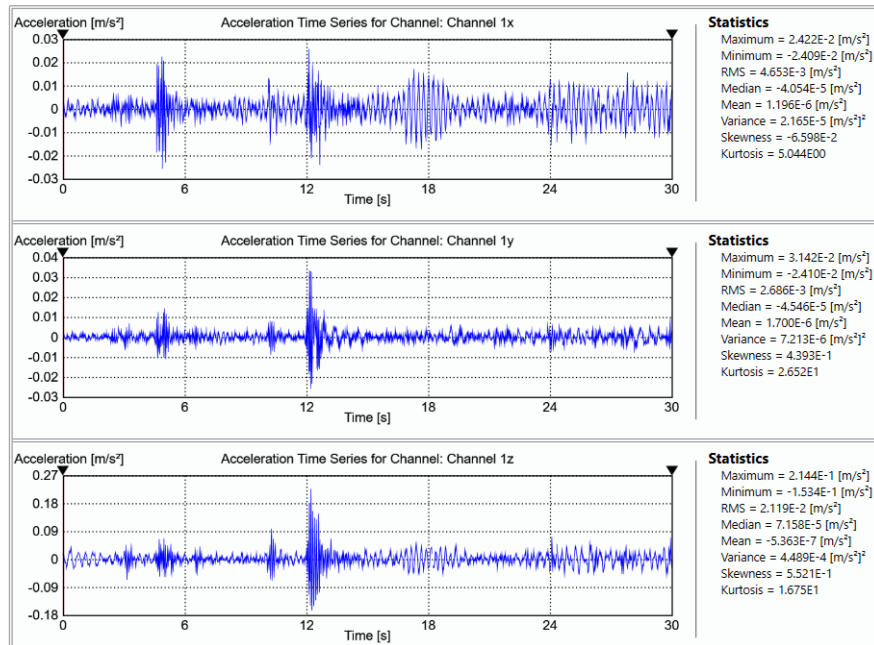 Acceleration [m/s²] Acceleration Time Series for Channel: Channel 1x
0.03
0.02
0.01
0
-0.01
-0.02
-0.03
0 6 12 18 24 30
Time [s]
Statistics
Maximum = 2.422E-2 [m/s²]
Minimum = -2.409E-2 [m/s²]
RMS = 4.653E-3 [m/s²]
Median = -4.054E-5 [m/s²]
Mean = 1.196E-6 [m/s²]
Variance = 2.165E-5 [m/s²]²
Skewness = -6.598E-2
Kurtosis = 5.044E00
Acceleration [m/s²] Acceleration Time Series for Channel: Channel 1y
0.04
0.03
0.02
0.01
0
-0.01
-0.02
-0.03
0 6 12 18 24 30
Time [s]
Statistics
Maximum = 3.142E-2 [m/s²]
Minimum = -2.410E-2 [m/s²]
RMS = 2.686E-3 [m/s²]
Median = -4.546E-5 [m/s²]
Mean = 1.700E-6 [m/s²]
Variance = 7.213E-6 [m/s²]²
Skewness = 4.393E-1
Kurtosis = 2.652E1
Acceleration [m/s²] Acceleration Time Series for Channel: Channel 1z
0.27
0.18
0.09
0
-0.09
-0.18
0 6 12 18 24 30
Time [s]
Statistics
Maximum = 2.144E-1 [m/s²]
Minimum = -1.534E-1 [m/s²]
RMS = 2.119E-2 [m/s²]
Median = 7.158E-5 [m/s²]
Mean = -5.363E-7 [m/s²]
Variance = 4.489E-4 [m/s²]²
Skewness = 5.521E-1
Kurtosis = 1.675E1